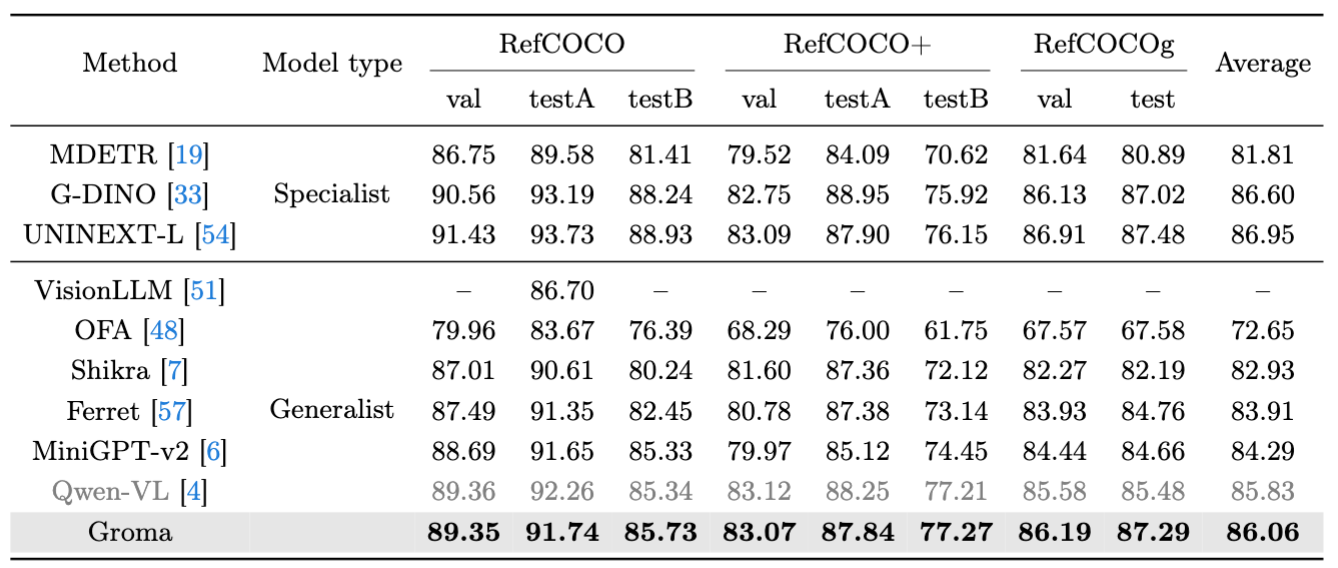 Method Model type RefCOCO RefCOCO+ RefCOCOg Average
val testA testB val testA testB val test
MDETR [19] 86.75 89.58 81.41 79.52 84.09 70.62 81.64 80.89 81.81
G-DINO [33] Specialist 90.56 93.19 88.24 82.75 88.95 75.92 86.13 87.02 86.60
UNINEXT-L [54] 91.43 93.73 88.93 83.09 87.90 76.15 86.91 87.48 86.95
VisionLLM [51] – 86.70 – – – – – – –
OFA [48] 79.96 83.67 76.39 68.29 76.00 61.75 67.57 67.58 72.65
Shikra [7] 87.01 90.61 80.24 81.60 87.36 72.12 82.27 82.19 82.93
Ferret [57] Generalist 87.49 91.35 82.45 80.78 87.38 73.14 83.93 84.76 83.91
MiniGPT-v2 [6] 88.69 91.65 85.33 79.97 85.12 74.45 84.44 84.66 84.29
Qwen-VL [4] 89.36 92.26 85.34 83.12 88.25 77.21 85.58 85.48 85.83
Groma 89.35 91.74 85.73 83.07 87.84 77.27 86.19 87.29 86.06